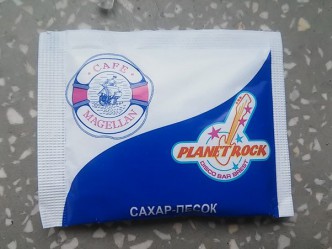 CAFE
MAGELLAN
PLANET ROCK
DISCO BAR BREST
САХАР-ПЕСОК